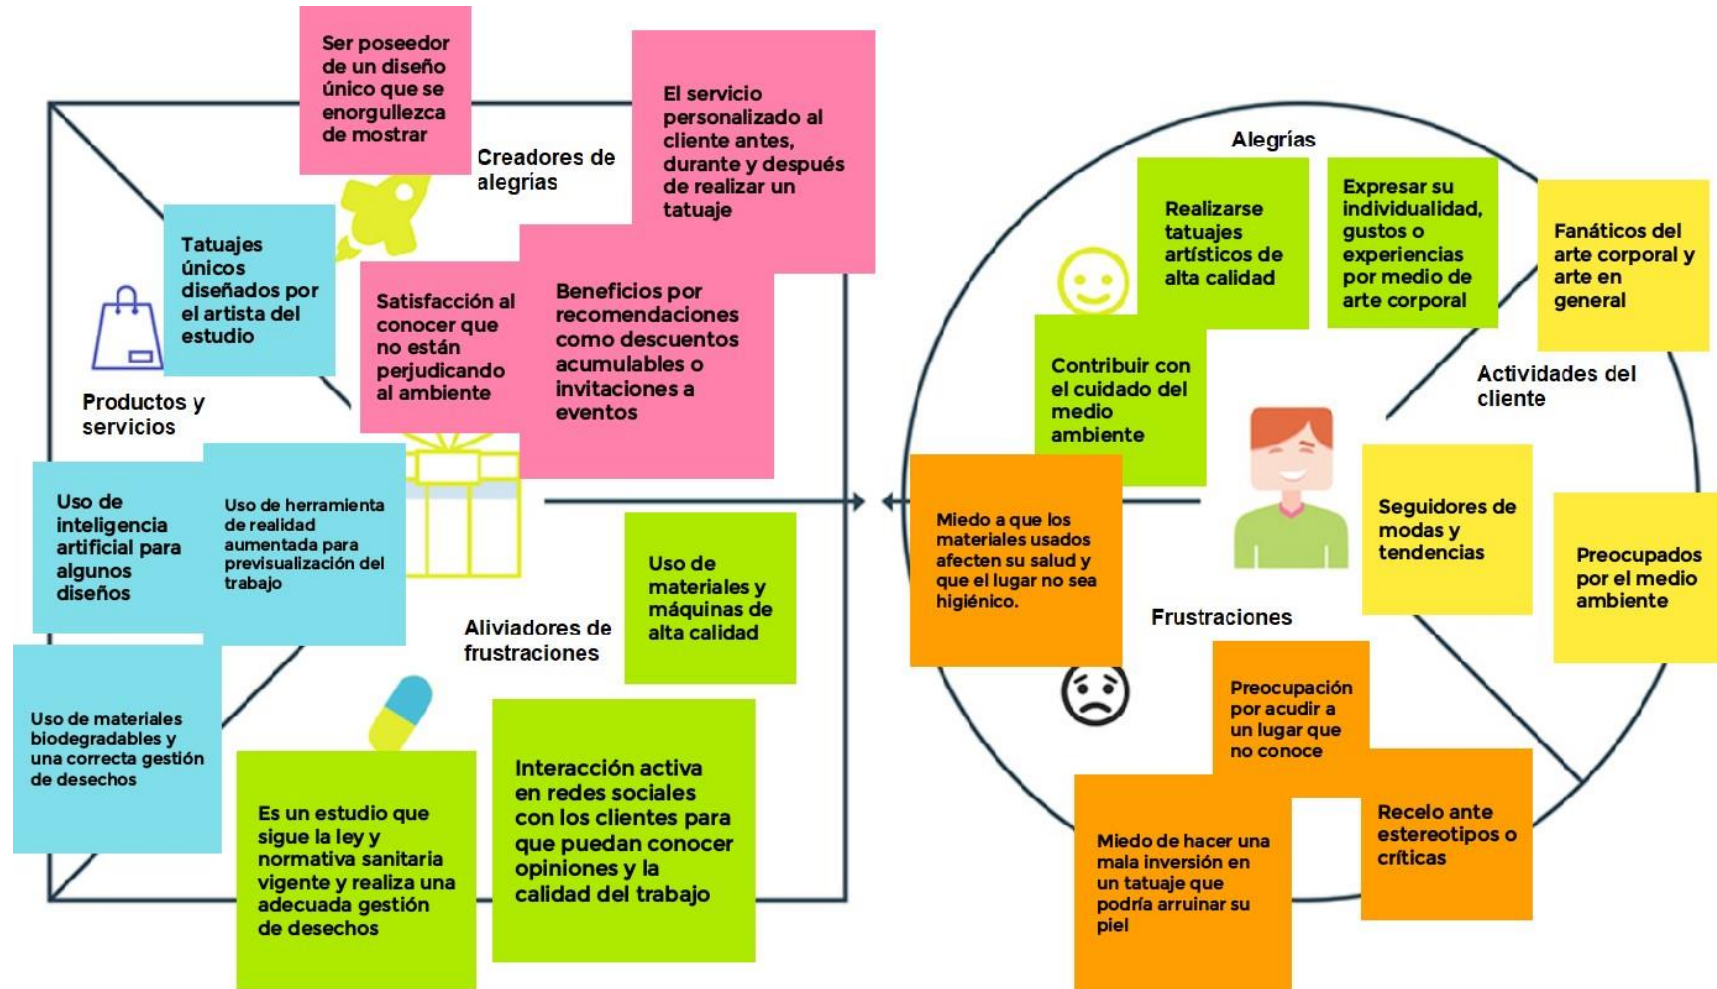 Ser poseedor
de un diseño
único que se
enorgullezca
de mostrar
Creadores de
alegrías
El servicio
personalizado al
cliente antes,
durante y después
de realizar un
tatuaje
Tatuajes
únicos
diseñados por
el artista del
estudio
Satisfacción al
conocer que
no están
perjudicando
al ambiente
Beneficios por
recomendaciones
como descuentos
acumulables o
invitaciones a
eventos
Productos y
servicios
Uso de
inteligencia
artificial para
algunos
diseños
Uso de herramienta
de realidad
aumentada para
previsualización del
trabajo
Uso de materiales
biodegradables y
una correcta gestión
de desechos
Aliviadores de
frustraciones
Uso de
materiales y
máquinas de
alta calidad
Es un estudio que
sigue la ley y
normativa sanitaria
vigente y realiza una
adecuada gestión
de desechos
Interacción activa
en redes sociales
con los clientes para
que puedan conocer
opiniones y la
calidad del trabajo
Alegrías
Realizarse
tatuajes
artísticos de
alta calidad
Expresar su
individualidad,
gustos o
experiencias
por medio de
arte corporal
Contribuir con
el cuidado del
medio
ambiente
Fanáticos del
arte corporal y
arte en
general
Actividades del
cliente
Seguidores de
modas y
tendencias
Preocupados
por el medio
ambiente
Miedo a que los
materiales usados
afecten su salud y
que el lugar no sea
higiénico.
Frustraciones
Preocupación
por acudir a
un lugar que
no conoce
Miedo de hacer una
mala inversión en
un tatuaje que
podría arruinar su
piel
Recelo ante
estereotipos o
críticas